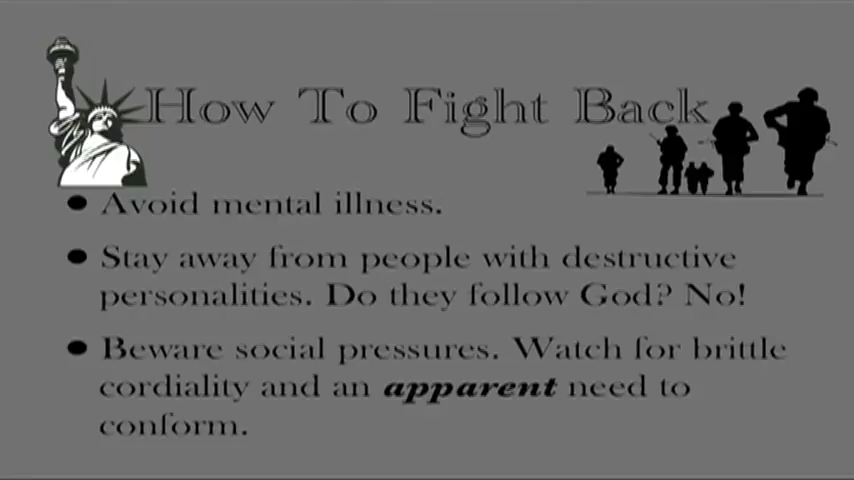 How To Fight Back
• Avoid mental illness.
• Stay away from people with destructive
personalities. Do they follow God? No!
• Beware social pressures. Watch for brittle
cordiality and an apparent need to
conform.